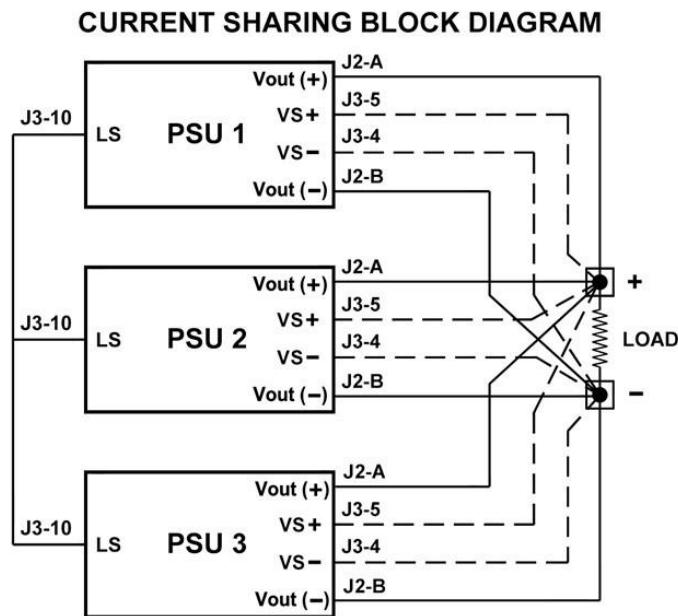 CURRENT SHARING BLOCK DIAGRAM
J3-10
LS
PSU 1
Vout (+)
VS+
VS−
Vout (−)
J2-A
J3-5
J3-4
J2-B
J3-10
LS
PSU 2
Vout (+)
VS+
VS−
Vout (−)
J2-A
J3-5
J3-4
J2-B
+
LOAD
−
J3-10
LS
PSU 3
Vout (+)
VS+
VS−
Vout (−)
J2-A
J3-5
J3-4
J2-B